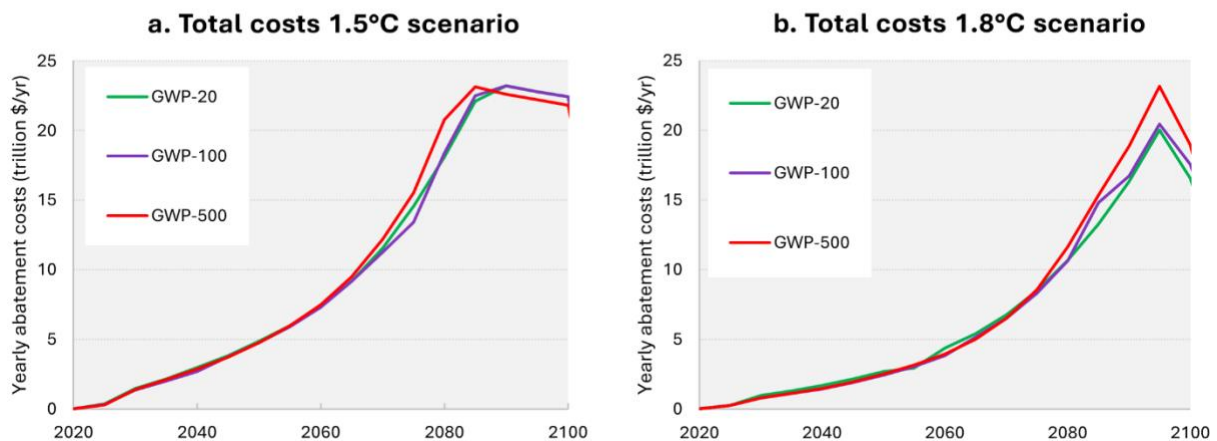 a. Total costs 1.5°C scenario
Yearly abatement costs (trillion $/yr)
25
20
15
10
5
0
GWP-20
GWP-100
GWP-500
2020 2040 2060 2080 2100
b. Total costs 1.8°C scenario
Yearly abatement costs (trillion $/yr)
25
20
15
10
5
0
GWP-20
GWP-100
GWP-500
2020 2040 2060 2080 2100